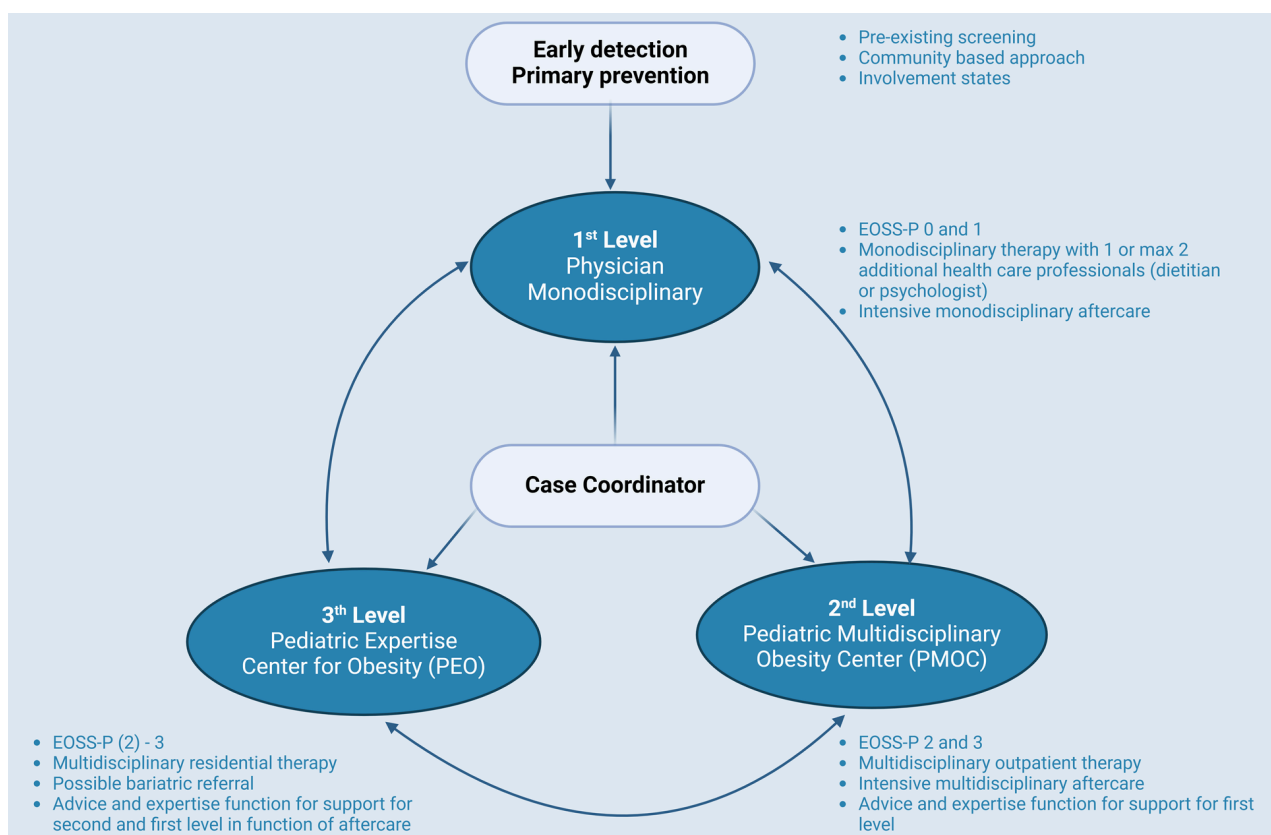 Early detection
Primary prevention
• Pre-existing screening
• Community based approach
• Involvement states
1st Level
Physician
Monodisciplinary
• EOSS-P 0 and 1
• Monodisciplinary therapy with 1 or max 2
additional health care professionals (dietitian
or psychologist)
• Intensive monodisciplinary aftercare
Case Coordinator
3th Level
Pediatric Expertise
Center for Obesity (PEO)
2nd Level
Pediatric Multidisciplinary
Obesity Center (PMOC)
• EOSS-P (2) - 3
• Multidisciplinary residential therapy
• Possible bariatric referral
• Advice and expertise function for support for
second and first level in function of aftercare
• EOSS-P 2 and 3
• Multidisciplinary outpatient therapy
• Intensive multidisciplinary aftercare
• Advice and expertise function for support for first
level